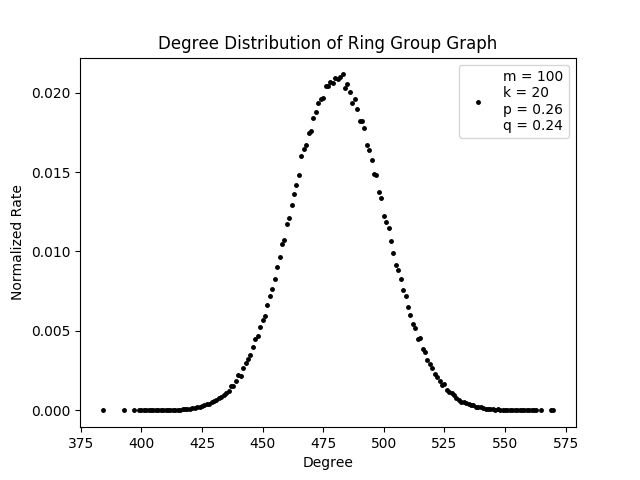 Degree Distribution of Ring Group Graph
m = 100
k = 20
p = 0.26
q = 0.24
0.020
0.015
0.010
0.005
0.000
Normalized Rate
375 400 425 450 475 500 525 550 575
Degree